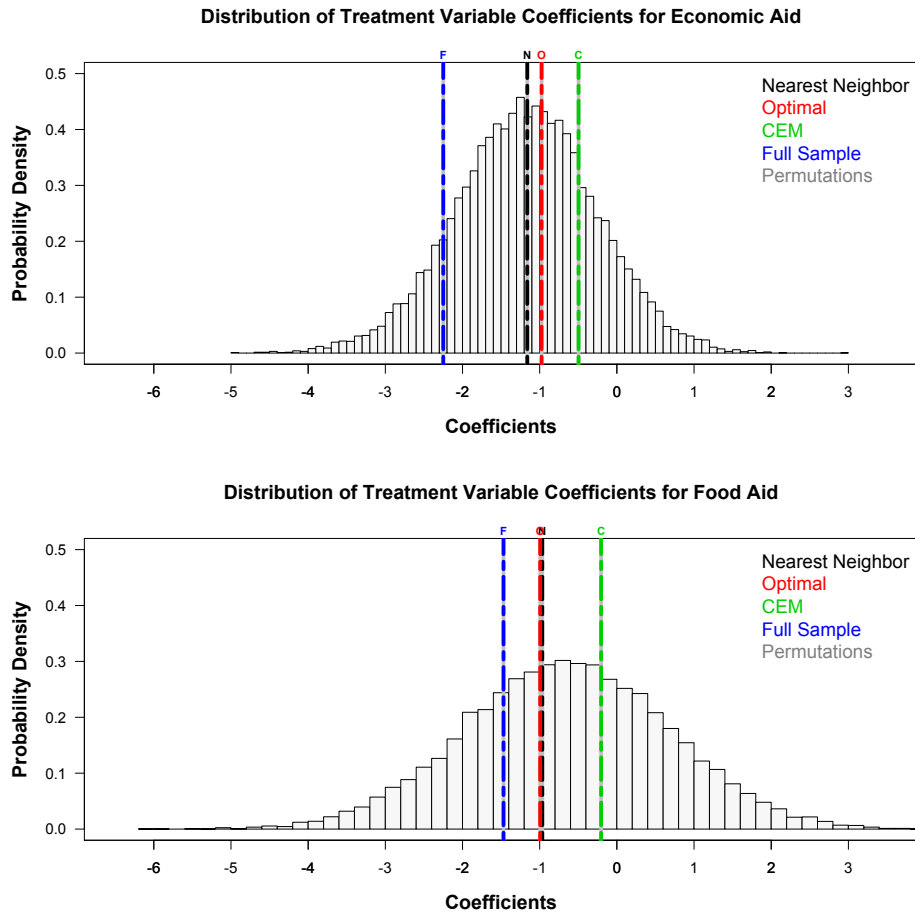 Distribution of Treatment Variable Coefficients for Economic Aid
F N O C
0.5
0.4
0.3
0.2
0.1
0.0
Probability Density
Nearest Neighbor
Optimal
CEM
Full Sample
Permutations
-6 -5 -4 -3 -2 -1 0 1 2 3
Coefficients
Distribution of Treatment Variable Coefficients for Food Aid
F O N C
0.5
0.4
0.3
0.2
0.1
0.0
Probability Density
Nearest Neighbor
Optimal
CEM
Full Sample
Permutations
-6 -5 -4 -3 -2 -1 0 1 2 3
Coefficients